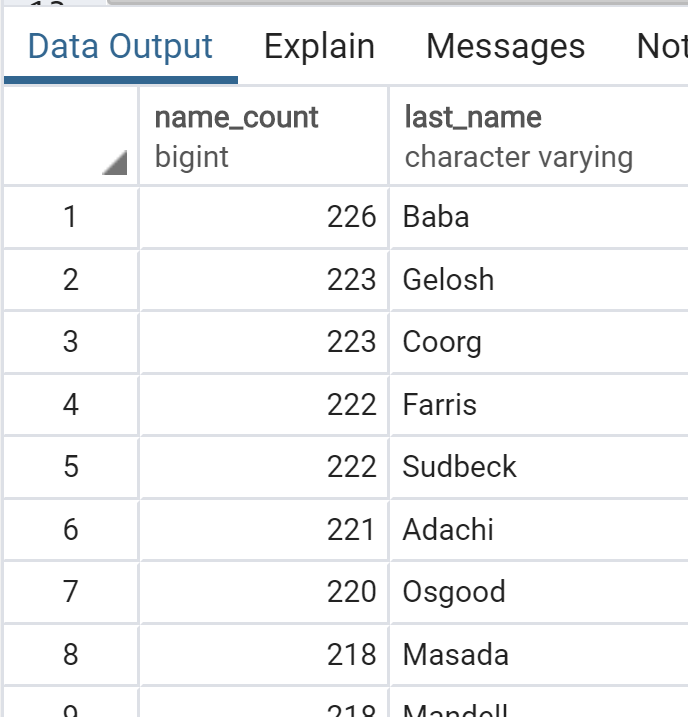 Data Output Explain Messages Not
name_count last_name
bigint character varying
1 226 Baba
2 223 Gelosh
3 223 Coorg
4 222 Farris
5 222 Sudbeck
6 221 Adachi
7 220 Osgood
8 218 Masada
9 218 Mandell